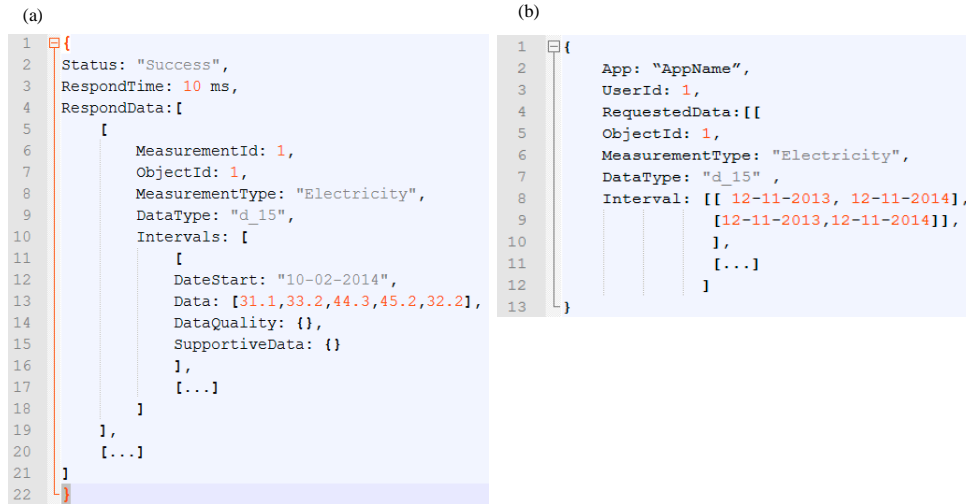 (a)
1 {
2 Status: "Success",
3 RespondTime: 10 ms,
4 RespondData:[
5 [
6 MeasurementId: 1,
7 ObjectId: 1,
8 MeasurementType: "Electricity",
9 DataType: "d_15",
10 Intervals: [
11 [
12 DateStart: "10-02-2014",
13 Data: [31.1,33.2,44.3,45.2,32.2],
14 DataQuality: {},
15 SupportiveData: {}
16 ],
17 [...]
18 ]
19 ],
20 [...]
21 ]
22 }
(b)
1 {
2 App: “AppName”,
3 UserId: 1,
4 RequestedData:[[
5 ObjectId: 1,
6 MeasurementType: "Electricity",
7 DataType: "d_15" ,
8 Interval: [[ 12-11-2013, 12-11-2014],
9 [12-11-2013,12-11-2014]],
10 ],
11 [...]
12 ]
13 }